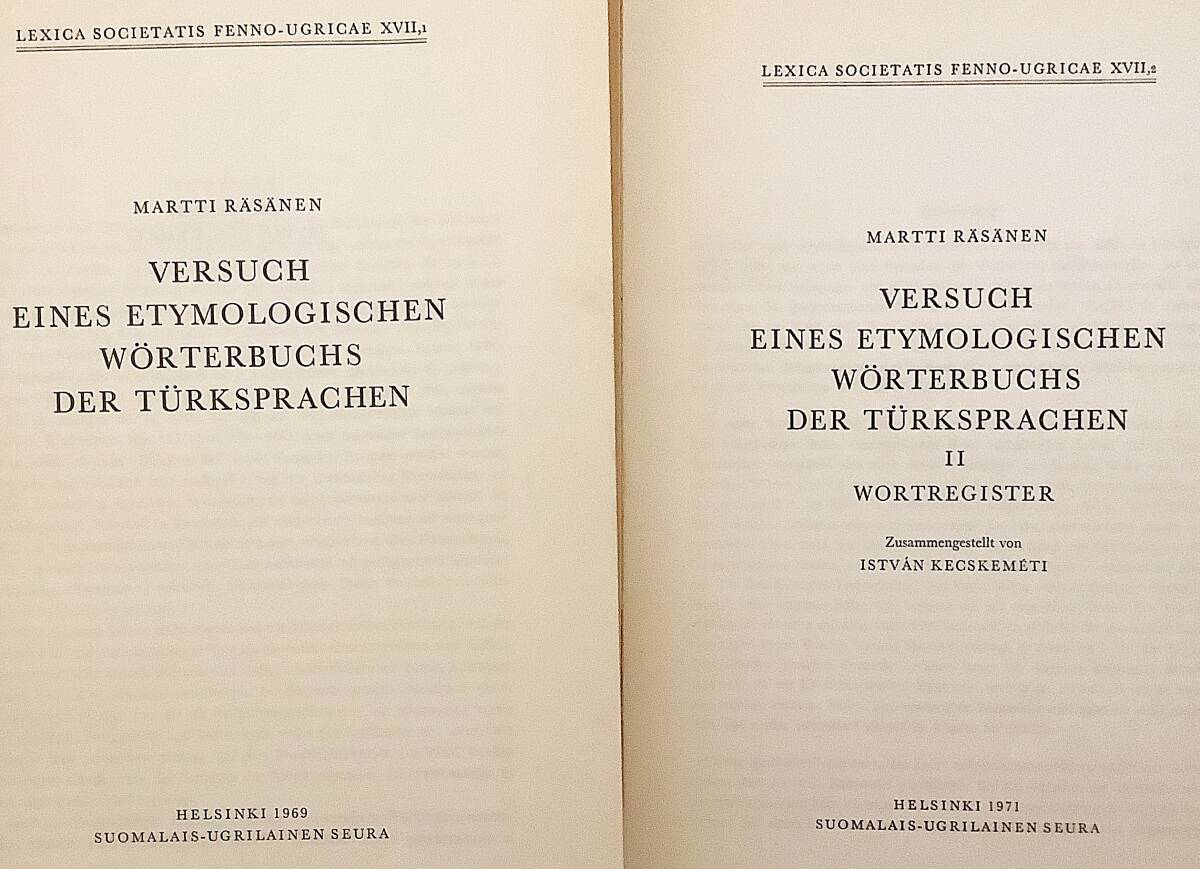 LEXICA SOCIETATIS FENNO-UGRICAE XVII,1
MARTTI RÄSÄNEN
VERSUCH
EINES ETYMOLOGISCHEN
WÖRTERBUCHS
DER TÜRKSPRACHEN
HELSINKI 1969
SUOMALAIS-UGRILAINEN SEURA
LEXICA SOCIETATIS FENNO-UGRICAE XVII,2
MARTTI RÄSÄNEN
VERSUCH
EINES ETYMOLOGISCHEN
WÖRTERBUCHS
DER TÜRKSPRACHEN
II
WORTREGISTER
Zusammengestellt von
ISTVÁN KECSKEMÉTI
HELSINKI 1971
SUOMALAIS-UGRILAINEN SEURA